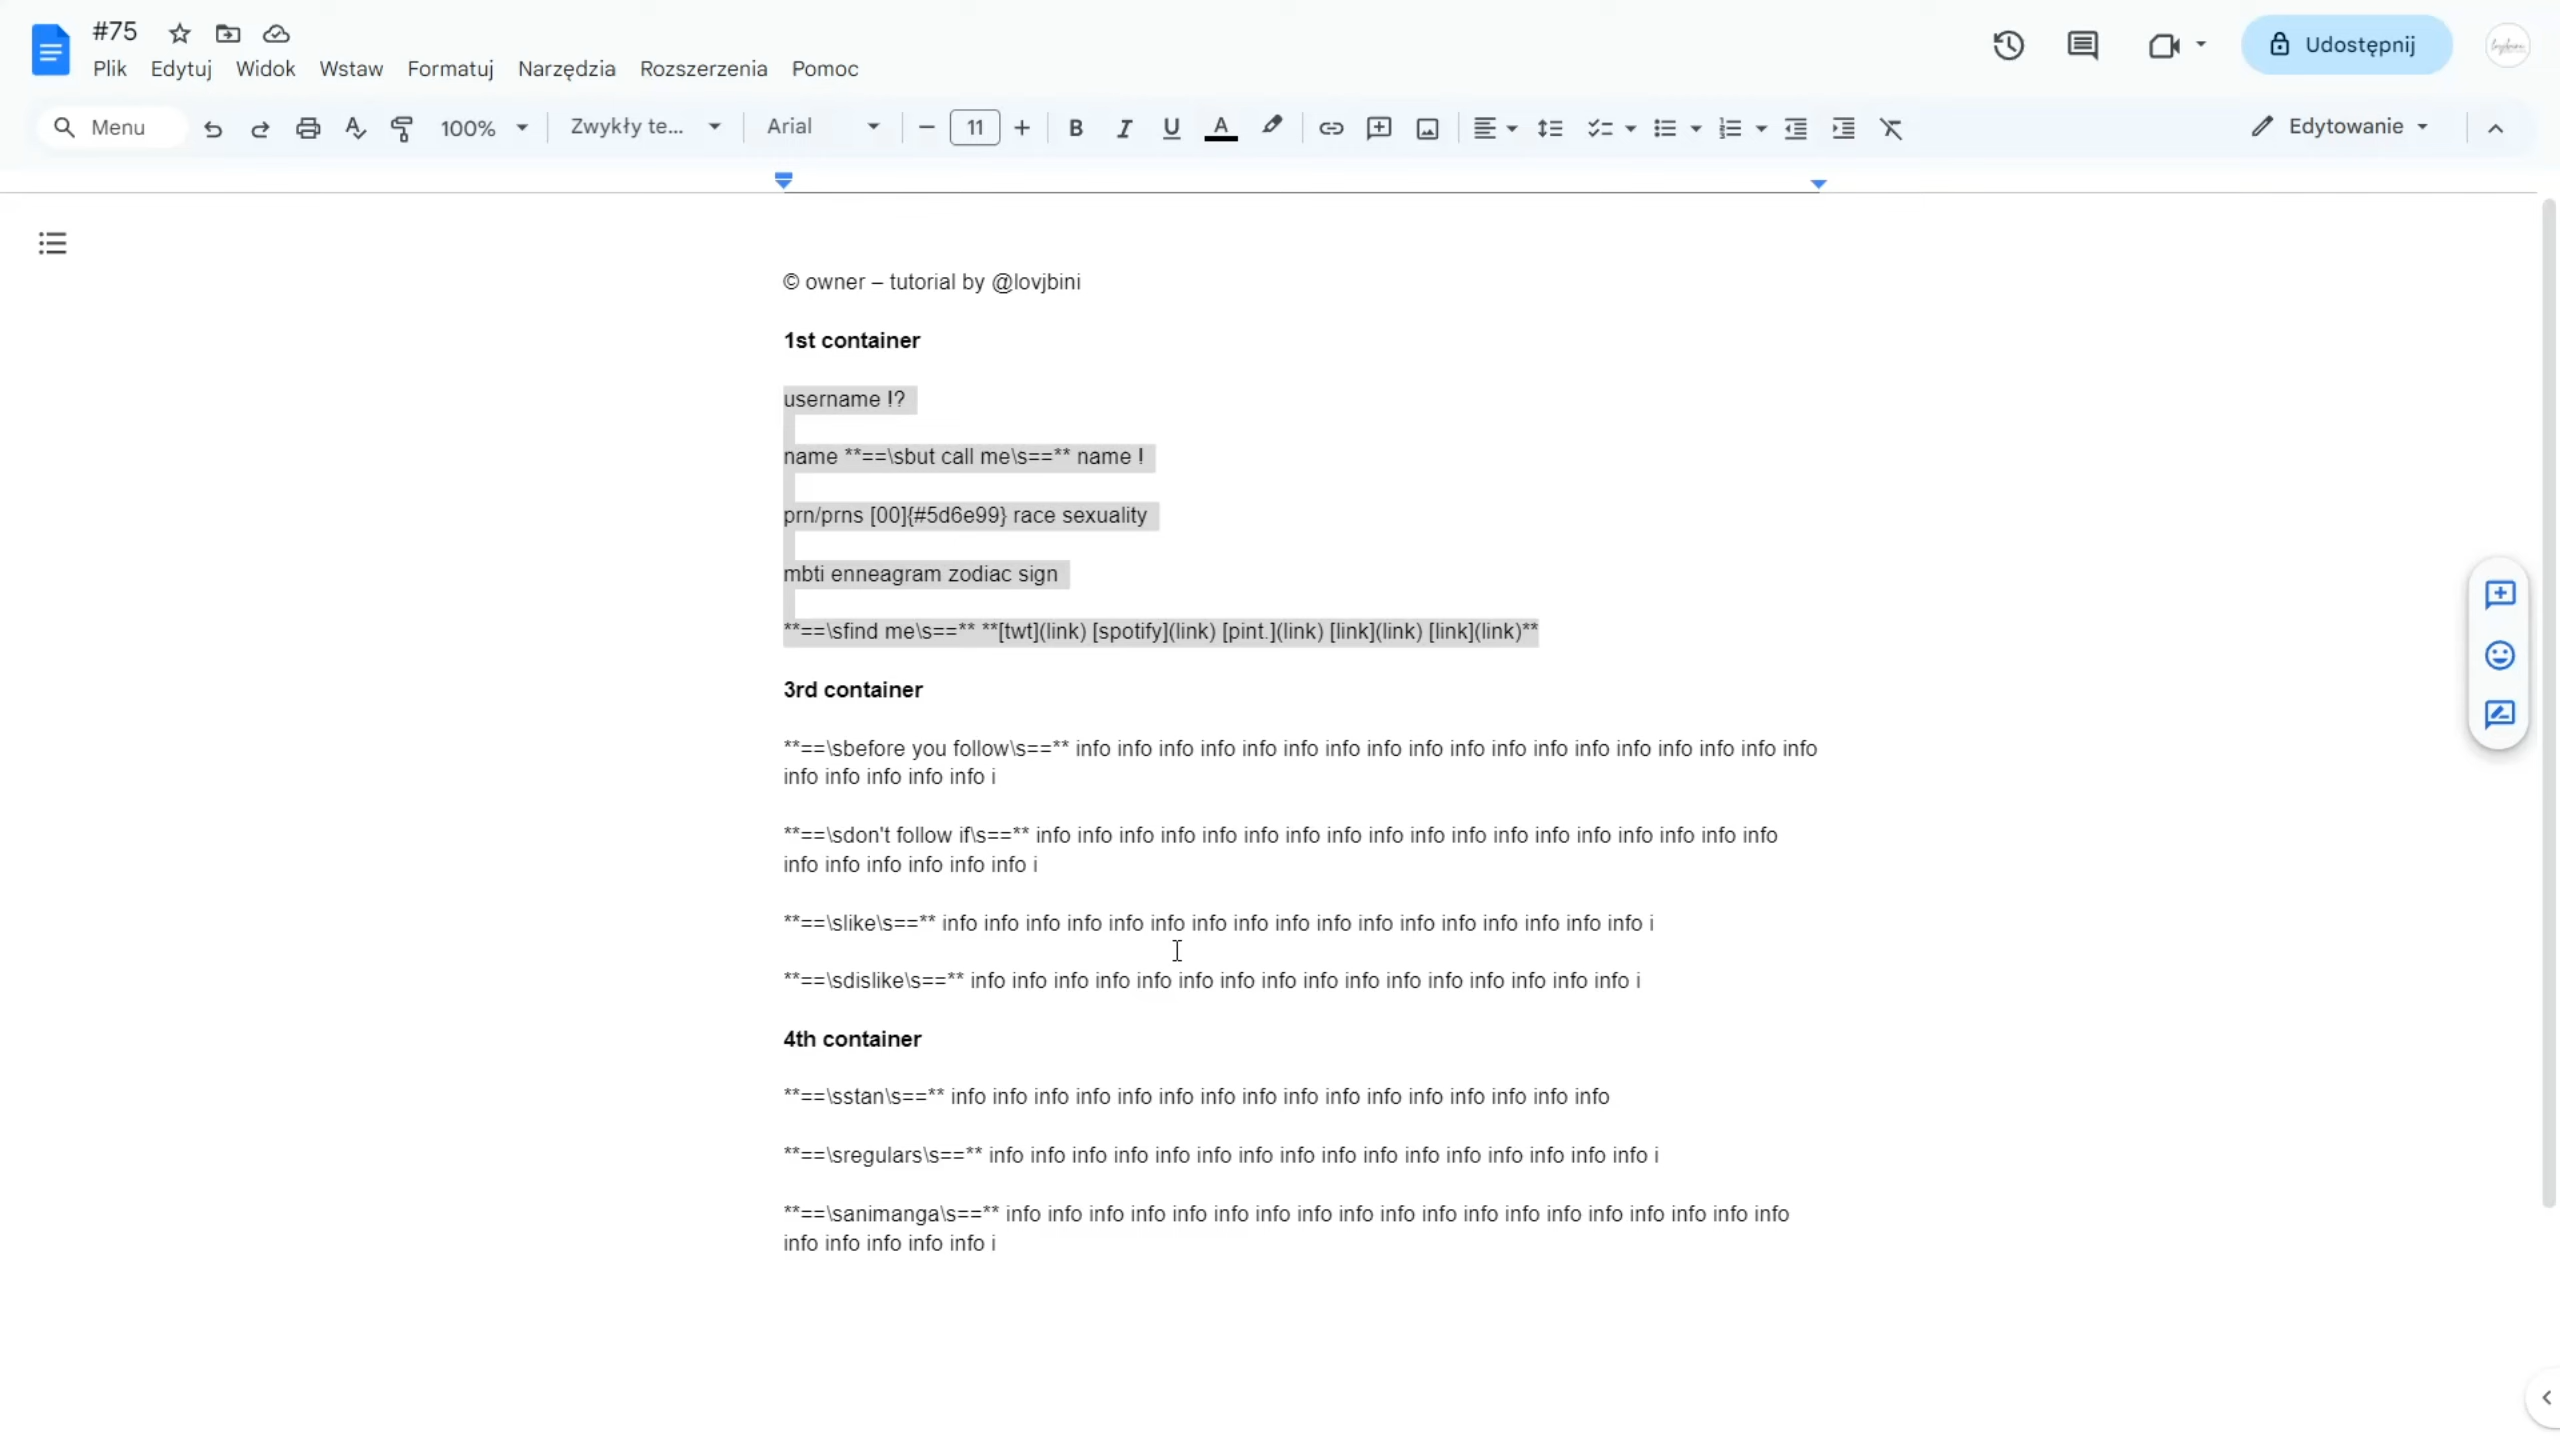 #75
Plik Edytuj Widok Wstaw Formatuj Narzędzia Rozszerzenia Pomoc
Udostępnij
Menu 100% Zwykły te... Arial 11 Edytowanie
© owner – tutorial by @lovjbini
1st container
username !?
name **==\sbut call me\s==** name !
prn/prns [00]{#5d6e99} race sexuality
mbti enneagram zodiac sign
**==\sfind me\s==** **[twt](link) [spotify](link) [pint.](link) [link](link) [link](link)**
3rd container
**==\sbefore you follow\s==** info info info info info info info info info info info info info info info info info info
info info info info info i
**==\sdon't follow if\s==** info info info info info info info info info info info info info info info info info info
info info info info info info i
**==\slike\s==** info info info info info info info info info info info info info info info info info i
**==\sdislike\s==** info info info info info info info info info info info info info info info info i
4th container
**==\sstan\s==** info info info info info info info info info info info info info info info info
**==\sregulars\s==** info info info info info info info info info info info info info info info info i
**==\sanimanga\s==** info info info info info info info info info info info info info info info info info info info
info info info info info i